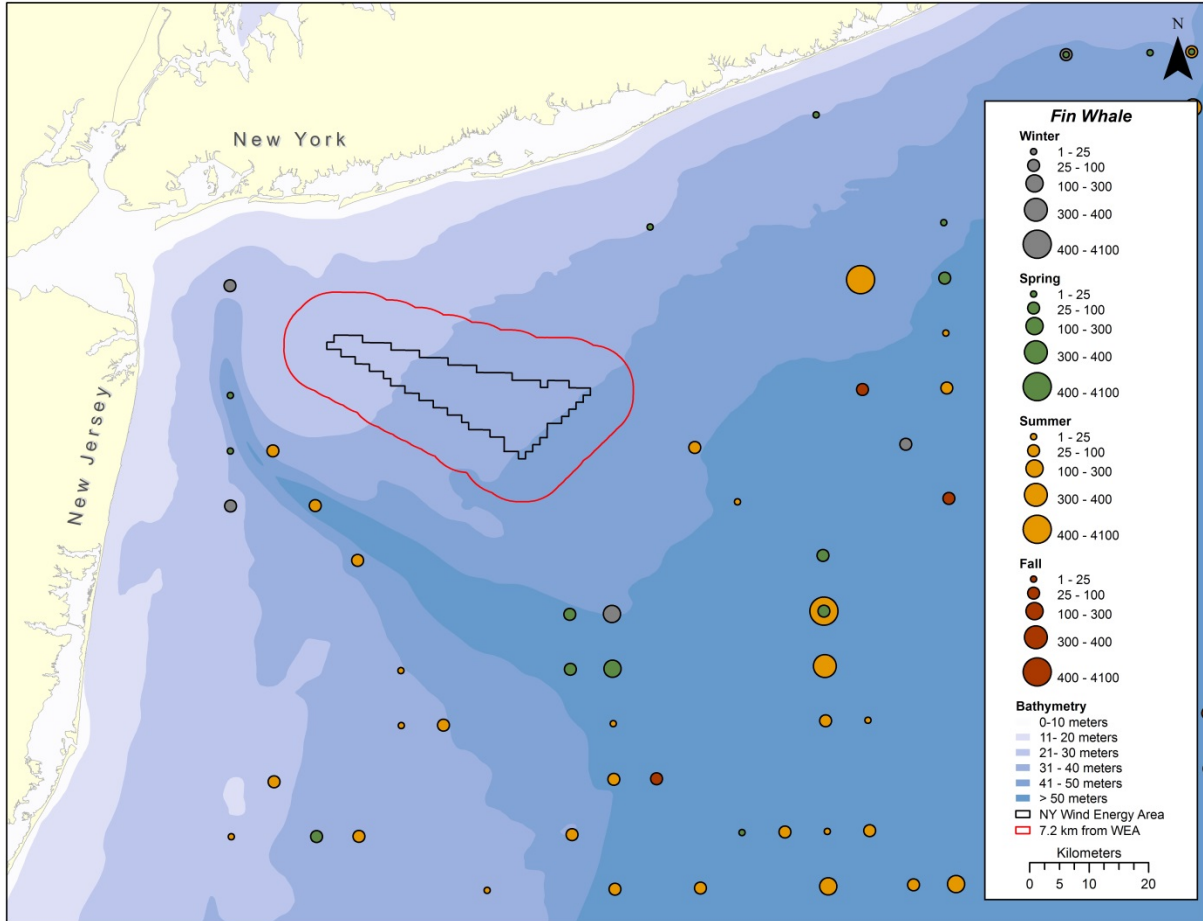 N
New York
New Jersey
Fin Whale
Winter
1 - 25
25 - 100
100 - 300
300 - 400
400 - 4100
Spring
1 - 25
25 - 100
100 - 300
300 - 400
400 - 4100
Summer
1 - 25
25 - 100
100 - 300
300 - 400
400 - 4100
Fall
1 - 25
25 - 100
100 - 300
300 - 400
400 - 4100
Bathymetry
0-10 meters
11- 20 meters
21- 30 meters
31 - 40 meters
41 - 50 meters
> 50 meters
NY Wind Energy Area
7.2 km from WEA
Kilometers
0 5 10 20